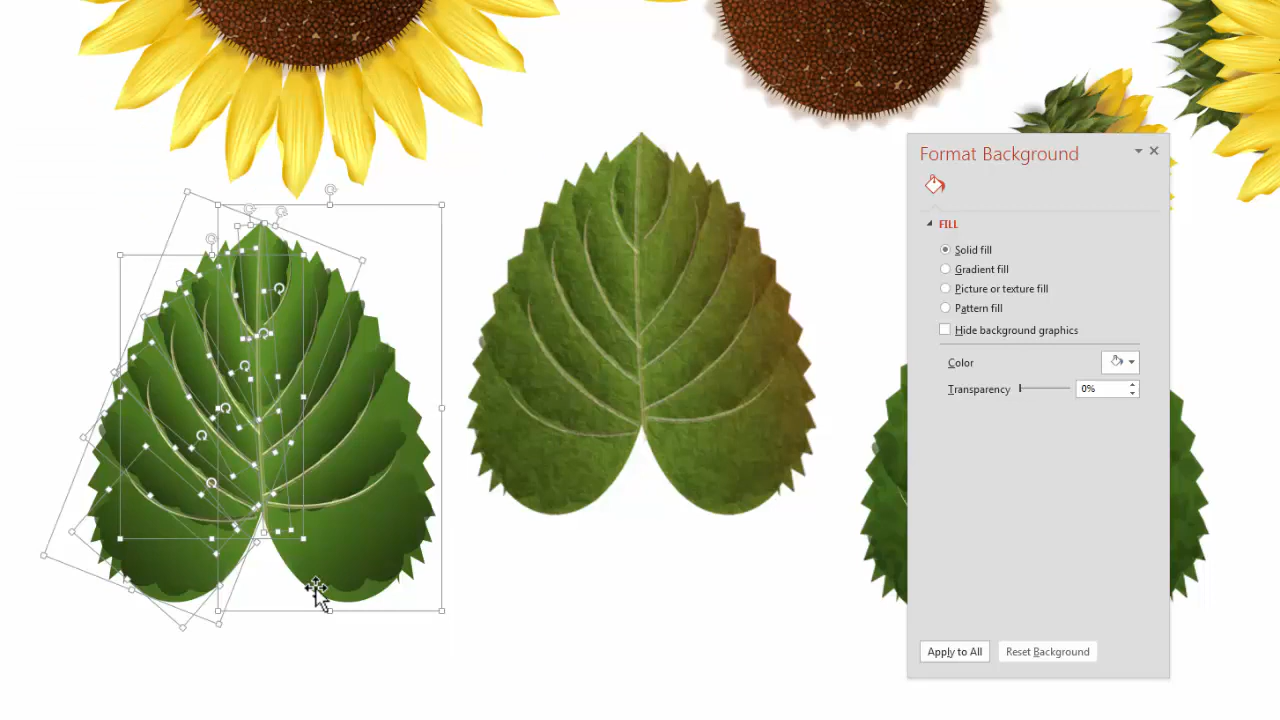 Format Background
FILL
Solid fill
Gradient fill
Picture or texture fill
Pattern fill
Hide background graphics
Color
Transparency 0%
Apply to All Reset Background